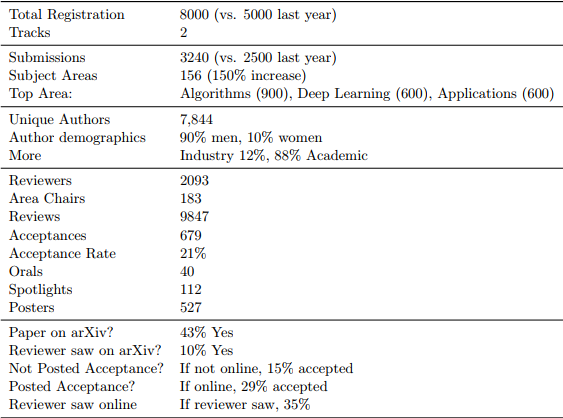 Total Registration 8000 (vs. 5000 last year)
Tracks 2
Submissions 3240 (vs. 2500 last year)
Subject Areas 156 (150% increase)
Top Area: Algorithms (900), Deep Learning (600), Applications (600)
Unique Authors 7,844
Author demographics 90% men, 10% women
More Industry 12%, 88% Academic
Reviewers 2093
Area Chairs 183
Reviews 9847
Acceptances 679
Acceptance Rate 21%
Orals 40
Spotlights 112
Posters 527
Paper on arXiv? 43% Yes
Reviewer saw on arXiv? 10% Yes
Not Posted Acceptance? If not online, 15% accepted
Posted Acceptance? If online, 29% accepted
Reviewer saw online If reviewer saw, 35%